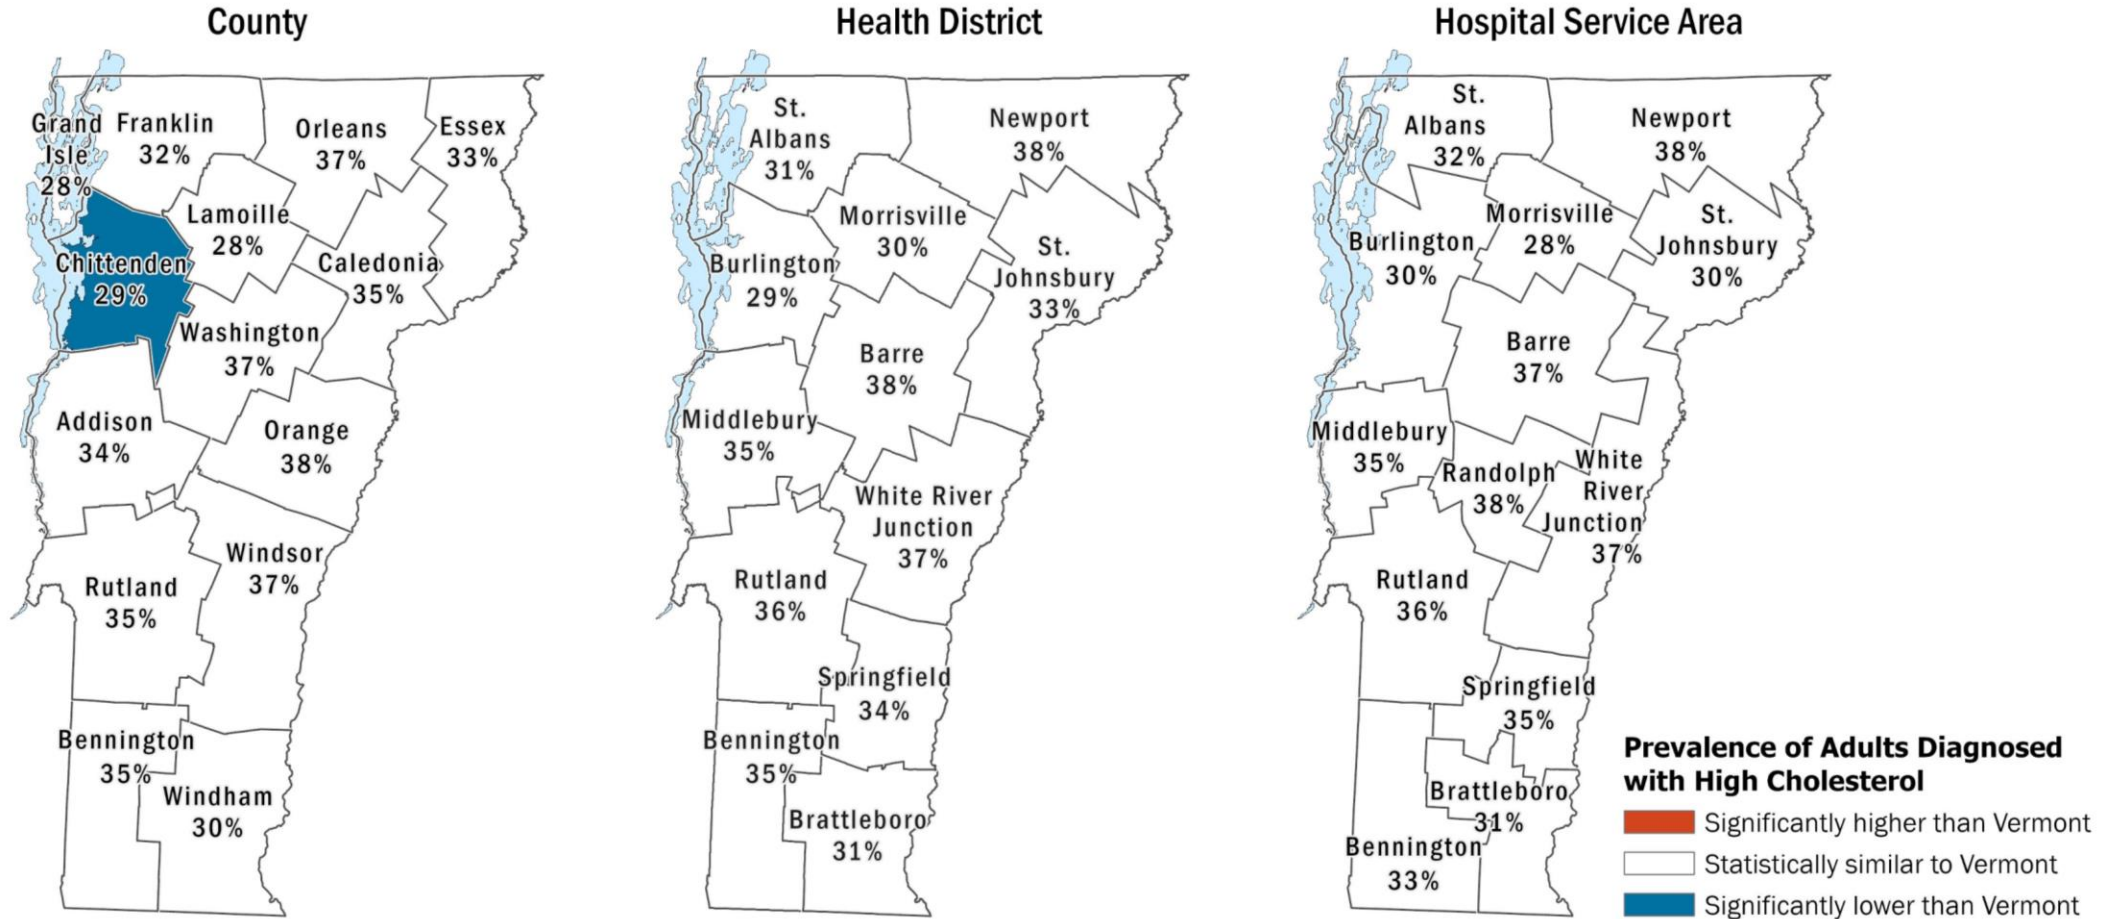 County
Grand
Isle
28%
Franklin
32%
Orleans
37%
Essex
33%
Lamoille
28%
Chittenden
29%
Caledonia
35%
Washington
37%
Addison
34%
Orange
38%
Windsor
37%
Rutland
35%
Bennington
35%
Windham
30%
Health District
St.
Albans
31%
Newport
38%
Morrisville
30%
St.
Johnsbury
33%
Burlington
29%
Barre
38%
Middlebury
35%
White River
Junction
37%
Rutland
36%
Springfield
34%
Bennington
35%
Brattleboro
31%
Hospital Service Area
St.
Albans
32%
Newport
38%
Morrisville
28%
St.
Johnsbury
30%
Burlington
30%
Barre
37%
Middlebury
35%
Randolph
38%
White
River
Junction
37%
Rutland
36%
Springfield
35%
Brattleboro
31%
Bennington
33%
Prevalence of Adults Diagnosed
with High Cholesterol
Significantly higher than Vermont
Statistically similar to Vermont
Significantly lower than Vermont